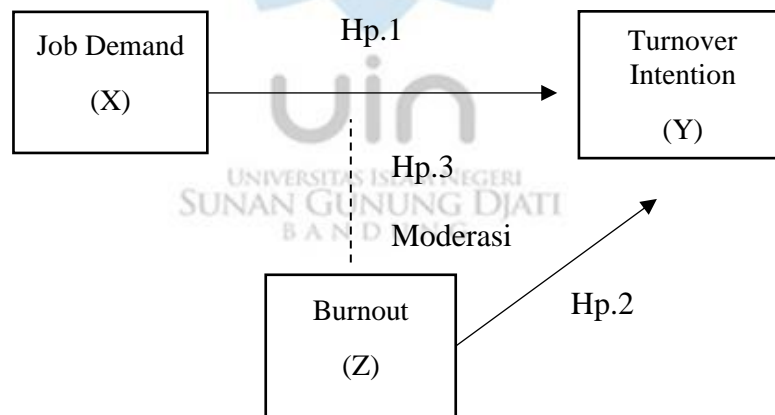 Hp.1
Job Demand
(X)
Turnover
Intention
(Y)
uin
Hp.3
UNIVERSITAS ISLAM NEGERI
SUNAN GUNUNG DJATI
BANDUNG
Moderasi
Burnout
(Z)
Hp.2